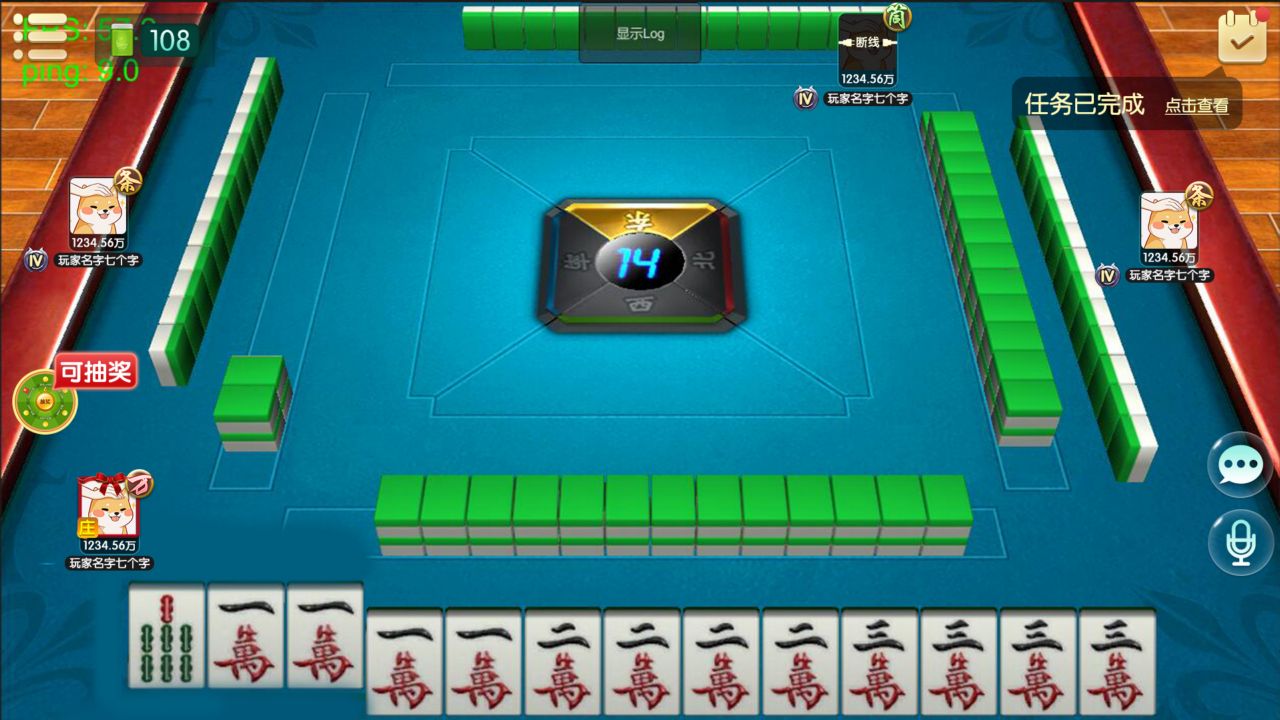 108
ping: 9.0
显示Log
筒
断线
1234.56万
IV
玩家名字七个字
任务已完成 点击查看
条
1234.56万
IV
玩家名字七个字
条
1234.56万
IV
玩家名字七个字
东
14
北
西
可抽奖
万
庄
1234.56万
玩家名字七个字
一萬
一萬
一萬
一萬
二萬
二萬
二萬
二萬
三萬
三萬
三萬
三萬